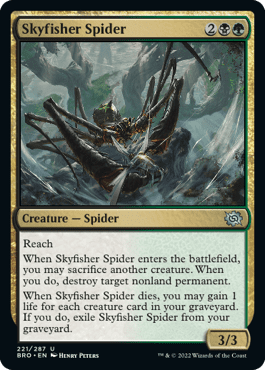 Skyfisher Spider 2
Creature — Spider
Reach
When Skyfisher Spider enters the battlefield,
you may sacrifice another creature. When
you do, destroy target nonland permanent.
When Skyfisher Spider dies, you may gain 1
life for each creature card in your graveyard.
If you do, exile Skyfisher Spider from your
graveyard.
3/3
221/287 U
BRO • EN HENRY PETERS
™ & © 2022 Wizards of the Coast